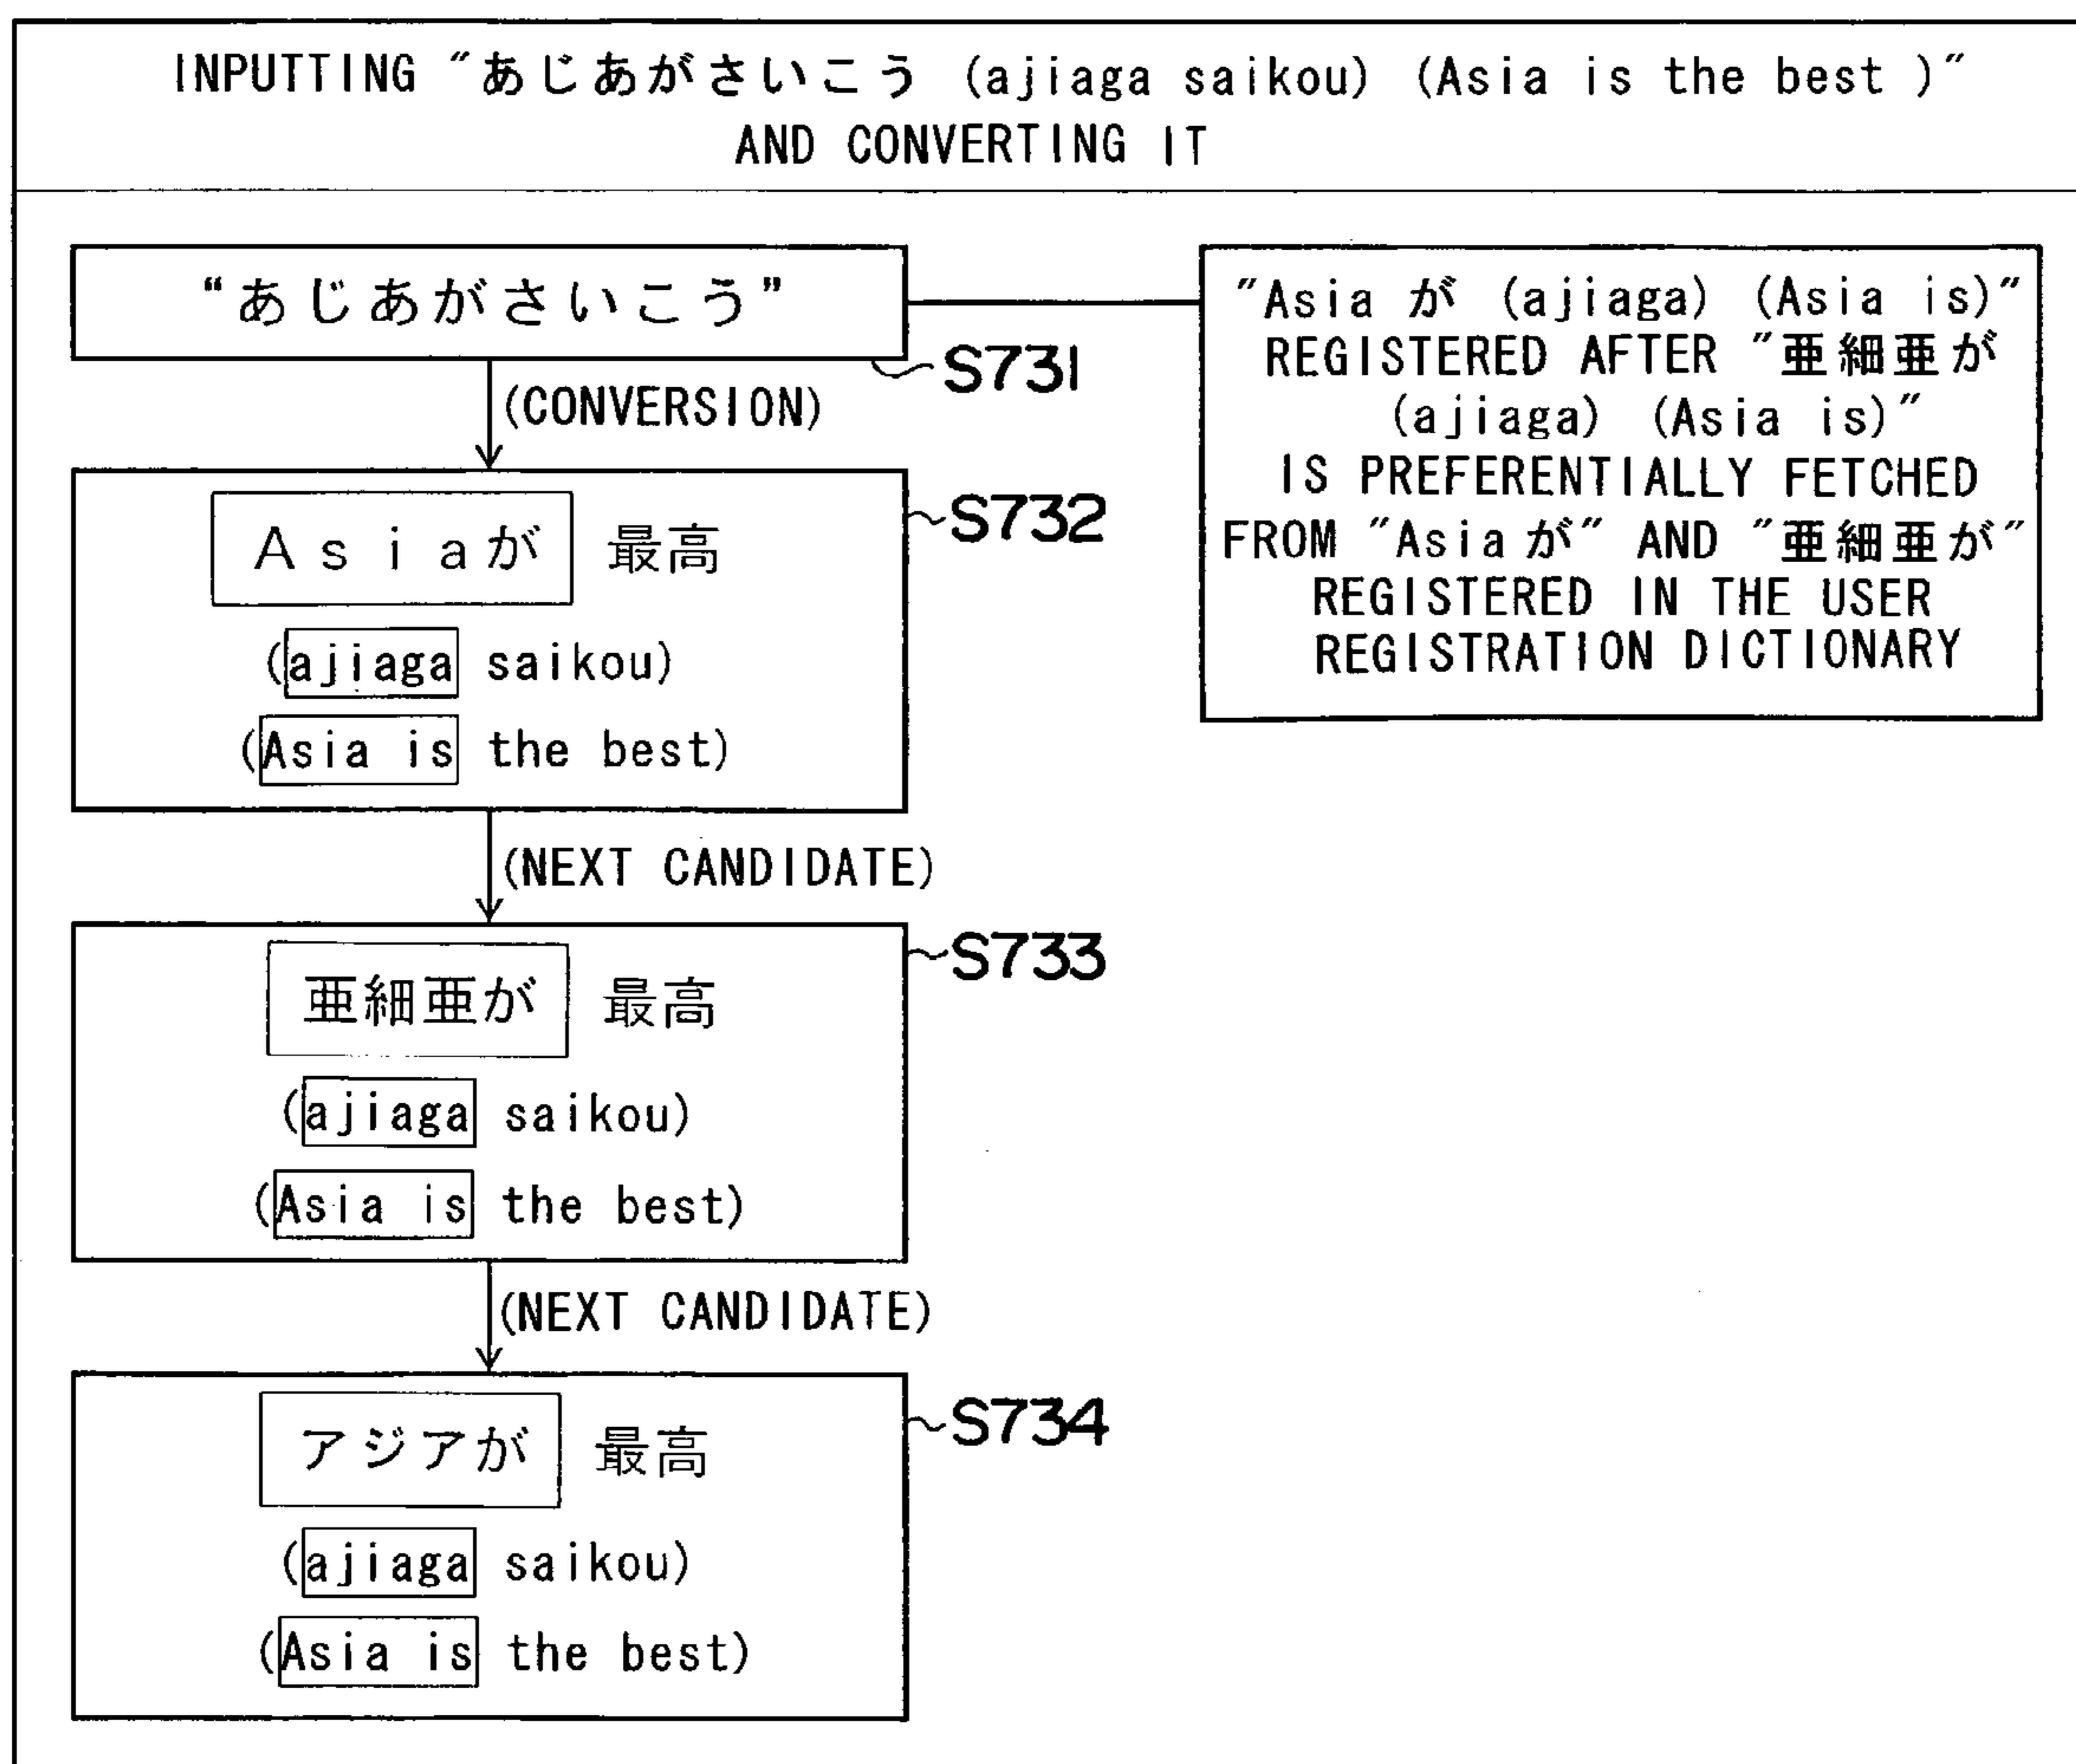 INPUTTING ″あじあがさいこう (ajiaga saikou) (Asia is the best )″
AND CONVERTING IT
“あじあがさいこう”
S731
″Asia が (ajiaga) (Asia is)″
REGISTERED AFTER ″亜細亜が
(ajiaga) (Asia is)″
IS PREFERENTIALLY FETCHED
FROM ″Asia が″ AND ″亜細亜が″
REGISTERED IN THE USER
REGISTRATION DICTIONARY
(CONVERSION)
Ａｓｉａが 最高
S732
(ajiaga saikou)
(Asia is the best)
(NEXT CANDIDATE)
亜細亜が 最高
S733
(ajiaga saikou)
(Asia is the best)
(NEXT CANDIDATE)
アジアが 最高
S734
(ajiaga saikou)
(Asia is the best)